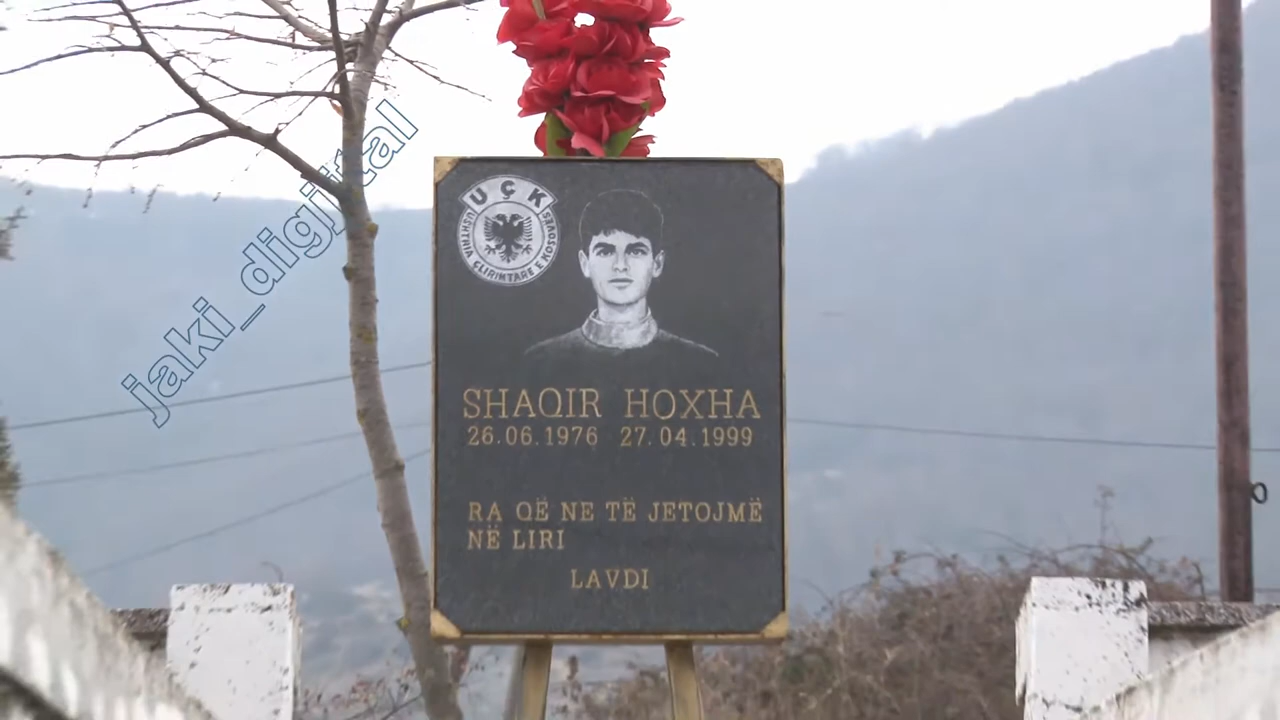 jaki_digjital
UÇK
USHTRIA ÇLIRIMTARE E KOSOVËS
SHAQIR HOXHA
26.06.1976 27.04.1999
RA QË NE TË JETOJMË
NË LIRI
LAVDI